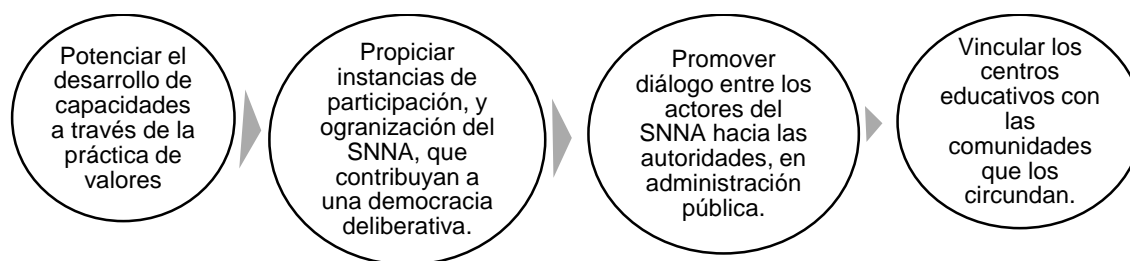 Potenciar el
desarrollo de
capacidades
a través de la
práctica de
valores
Propiciar
instancias de
participación, y
ogranización del
SNNA, que
contribuyan a
una democracia
deliberativa.
Promover
diálogo entre los
actores del
SNNA hacia las
autoridades, en
administración
pública.
Vincular los
centros
educativos con
las
comunidades
que los
circundan.